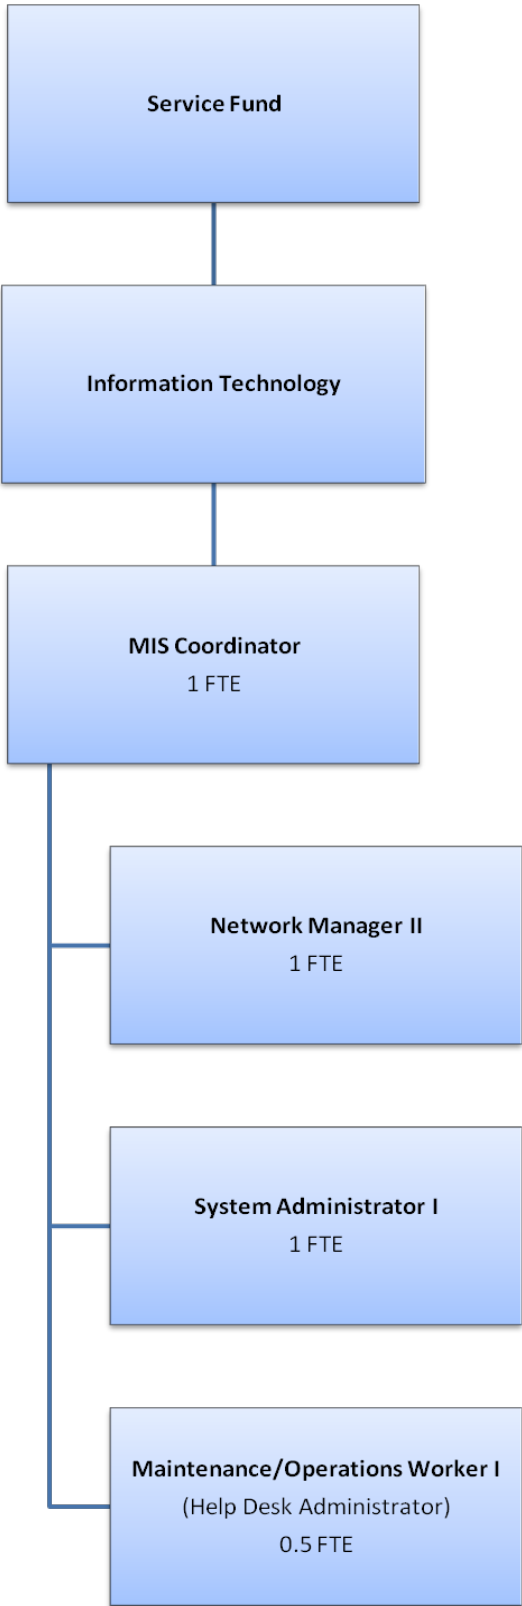 Service Fund
Information Technology
MIS Coordinator
1 FTE
Network Manager II
1 FTE
System Administrator I
1 FTE
Maintenance/Operations Worker I
(Help Desk Administrator)
0.5 FTE